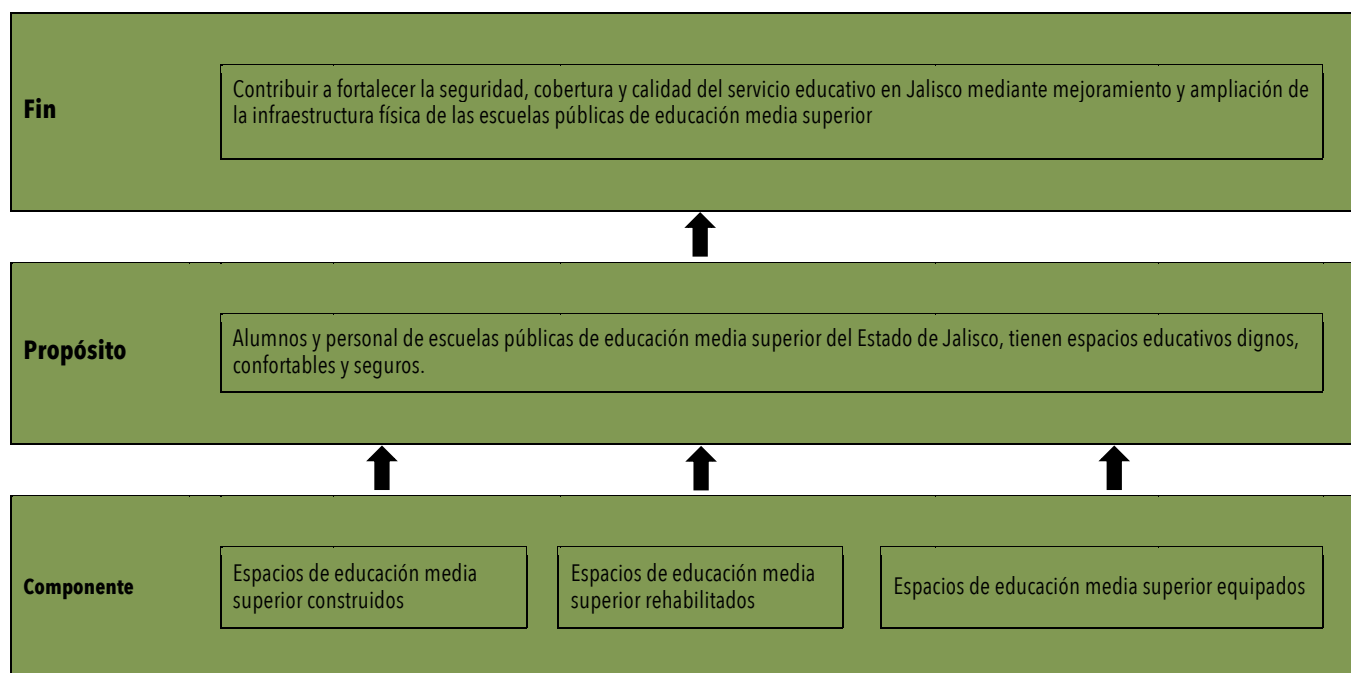 Fin
Contribuir a fortalecer la seguridad, cobertura y calidad del servicio educativo en Jalisco mediante mejoramiento y ampliación de
la infraestructura física de las escuelas públicas de educación media superior
Propósito
Alumnos y personal de escuelas públicas de educación media superior del Estado de Jalisco, tienen espacios educativos dignos,
confortables y seguros.
Componente
Espacios de educación media
superior construidos
Espacios de educación media
superior rehabilitados
Espacios de educación media superior equipados